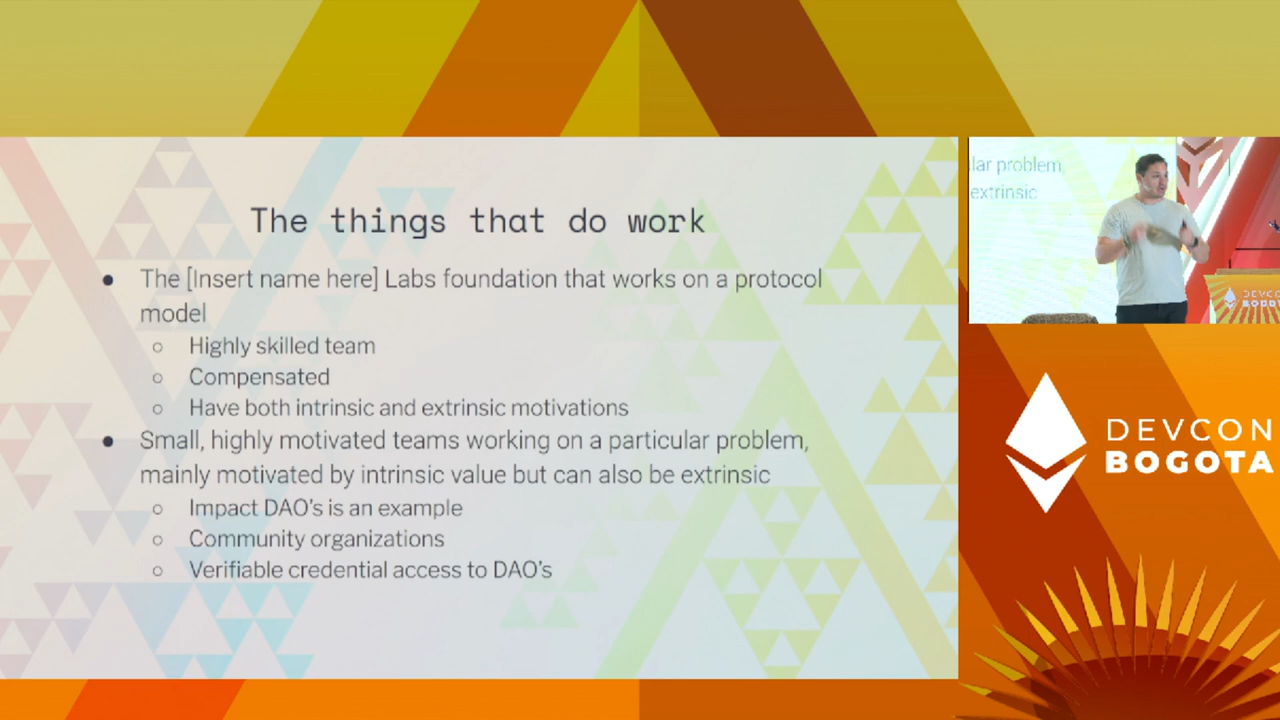 The things that do work
● The [Insert name here] Labs foundation that works on a protocol
model
○ Highly skilled team
○ Compensated
○ Have both intrinsic and extrinsic motivations
● Small, highly motivated teams working on a particular problem,
mainly motivated by intrinsic value but can also be extrinsic
○ Impact DAO's is an example
○ Community organizations
○ Verifiable credential access to DAO's
lar problem,
extrinsic
DEVCON
BOGOTA
DEVCON
BOGOTA